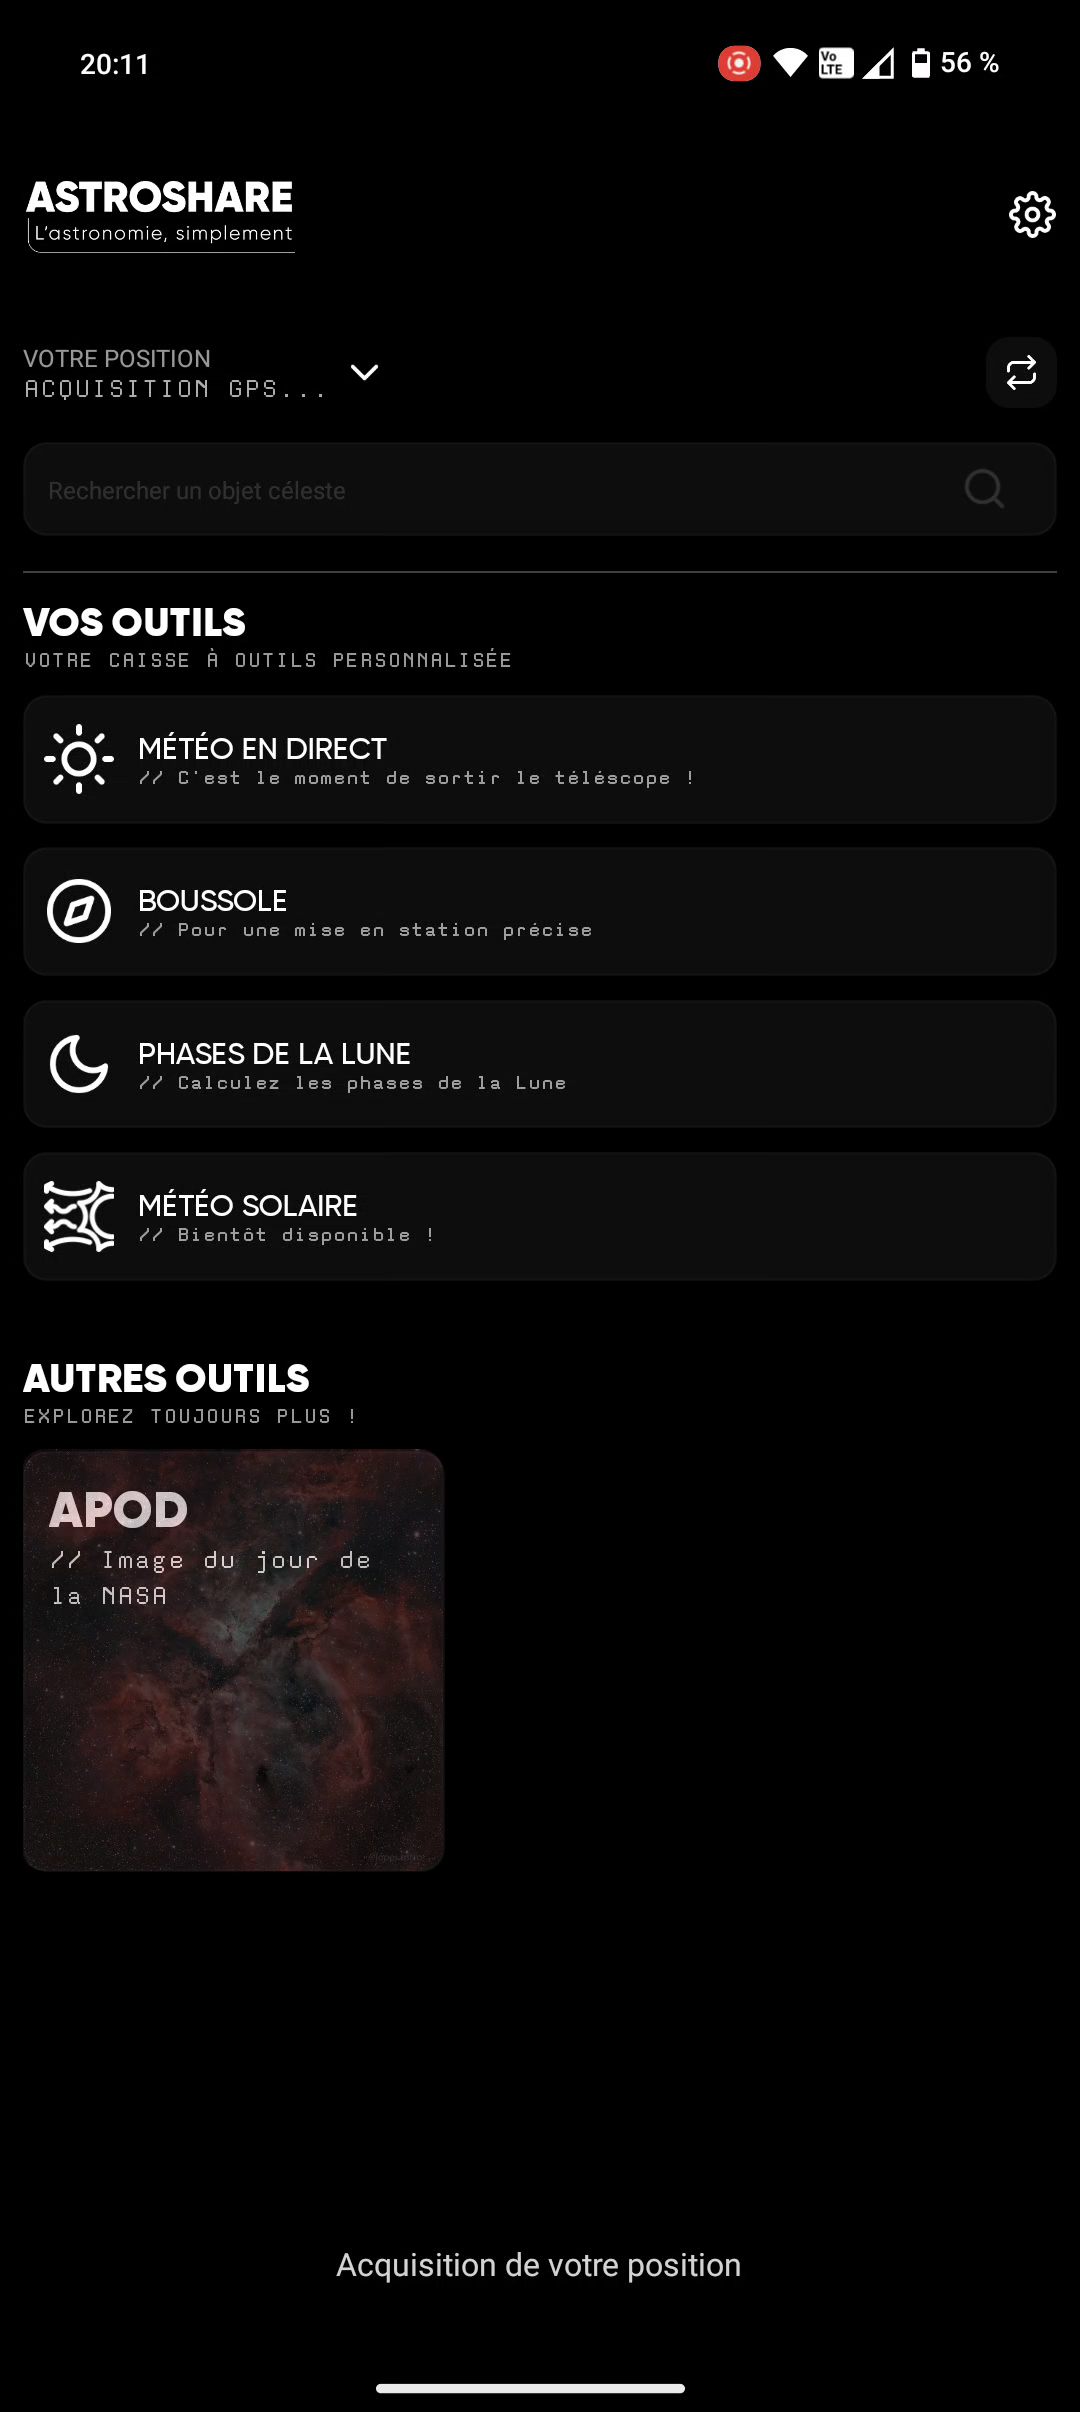 20:11
Vo LTE
56 %
ASTROSHARE
L'astronomie, simplement
VOTRE POSITION
ACQUISITION GPS...
Rechercher un objet céleste
VOS OUTILS
VOTRE CAISSE À OUTILS PERSONNALISÉE
MÉTÉO EN DIRECT
// C'est le moment de sortir le téléscope !
BOUSSOLE
// Pour une mise en station précise
PHASES DE LA LUNE
// Calculez les phases de la Lune
MÉTÉO SOLAIRE
// Bientôt disponible !
AUTRES OUTILS
EXPLOREZ TOUJOURS PLUS !
APOD
// Image du jour de
la NASA
Acquisition de votre position